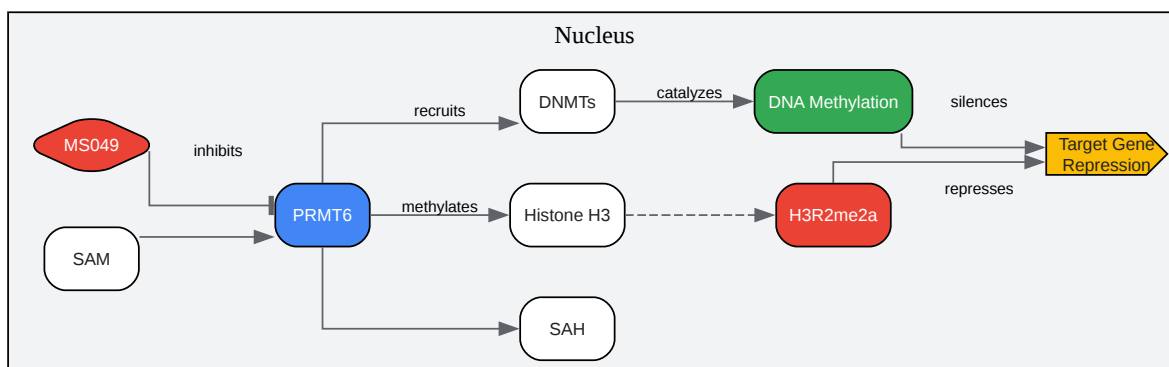 Nucleus
DNMTs
catalyzes
DNA Methylation
silences
recruits
MS049
inhibits
Target Gene
Repression
represses
PRMT6
methylates
Histone H3
H3R2me2a
SAM
SAH